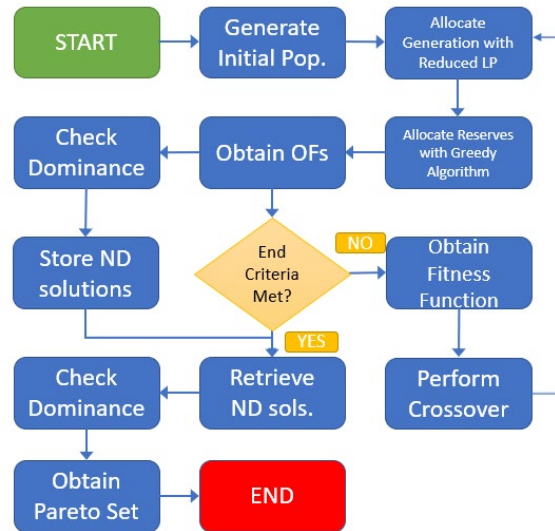 START
Generate
Initial Pop.
Allocate
Generation with
Reduced LP
Check
Dominance
Obtain OFs
Allocate Reserves
with Greedy
Algorithm
Store ND
solutions
End
Criteria
Met?
NO
Obtain
Fitness
Function
YES
Check
Dominance
Retrieve
ND sols.
Perform
Crossover
Obtain
Pareto Set
END